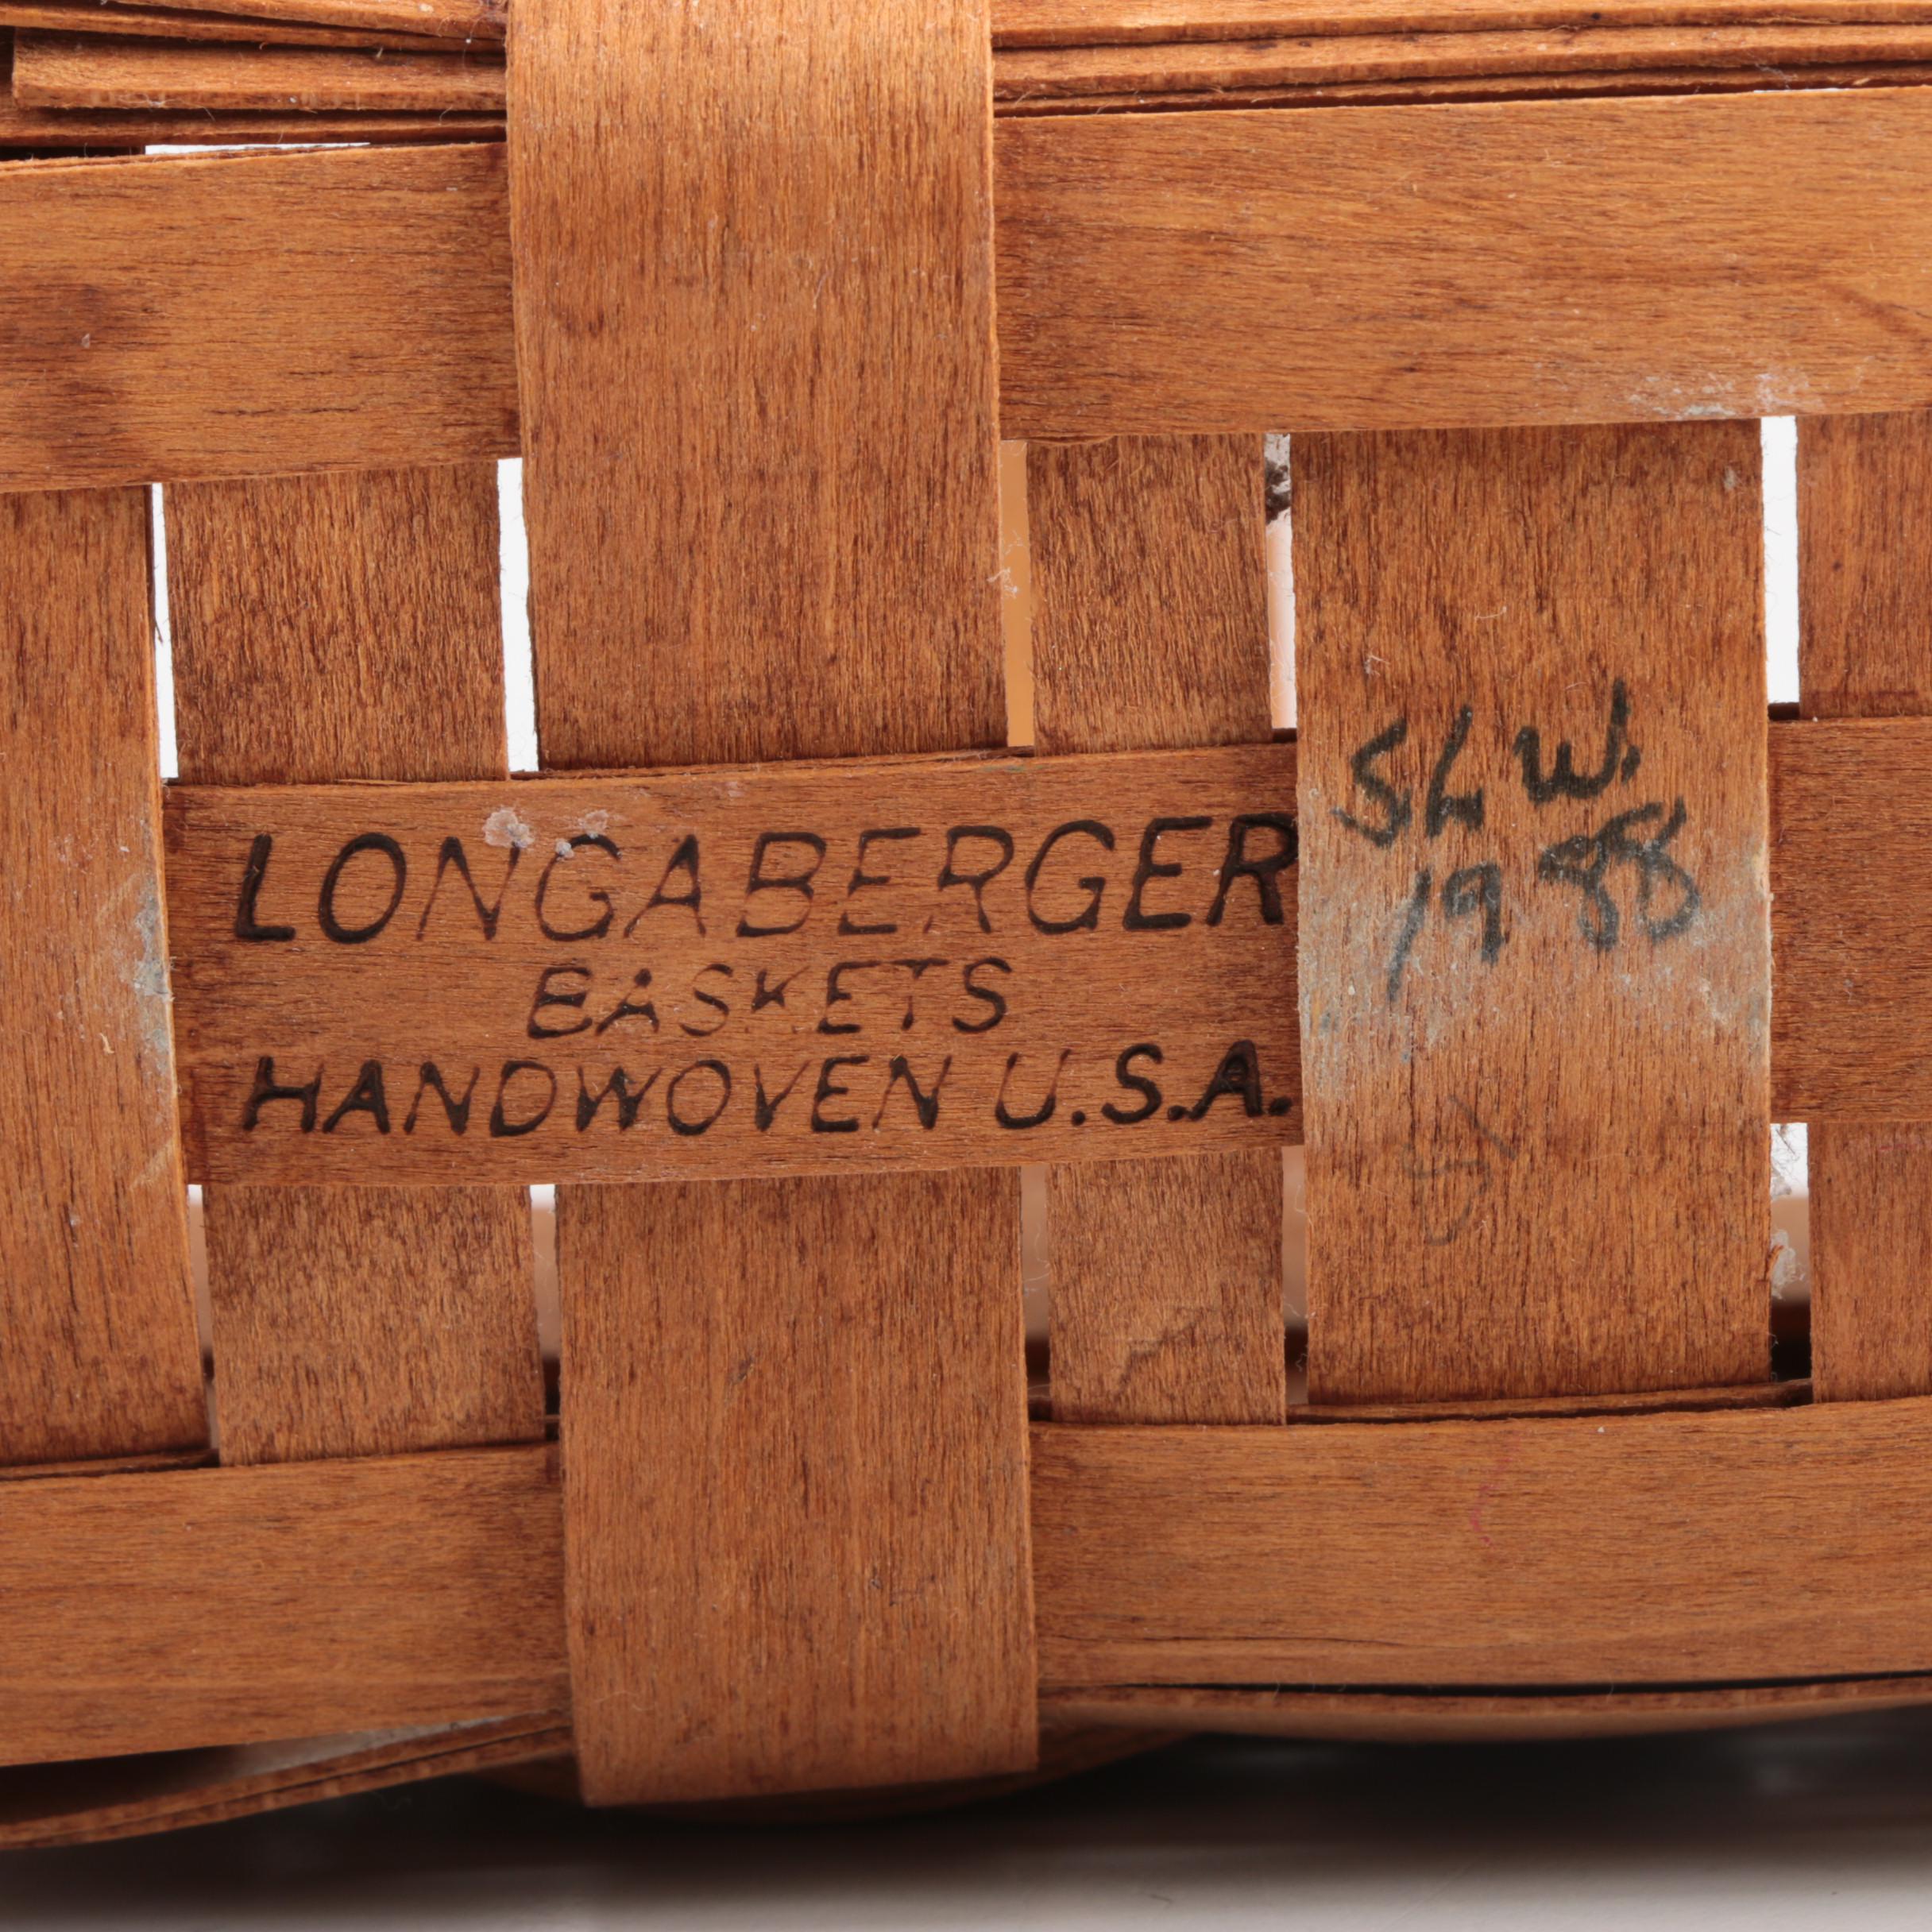 LONGABERGER
BASKETS
HANDWOVEN U.S.A.
SLW.
1988